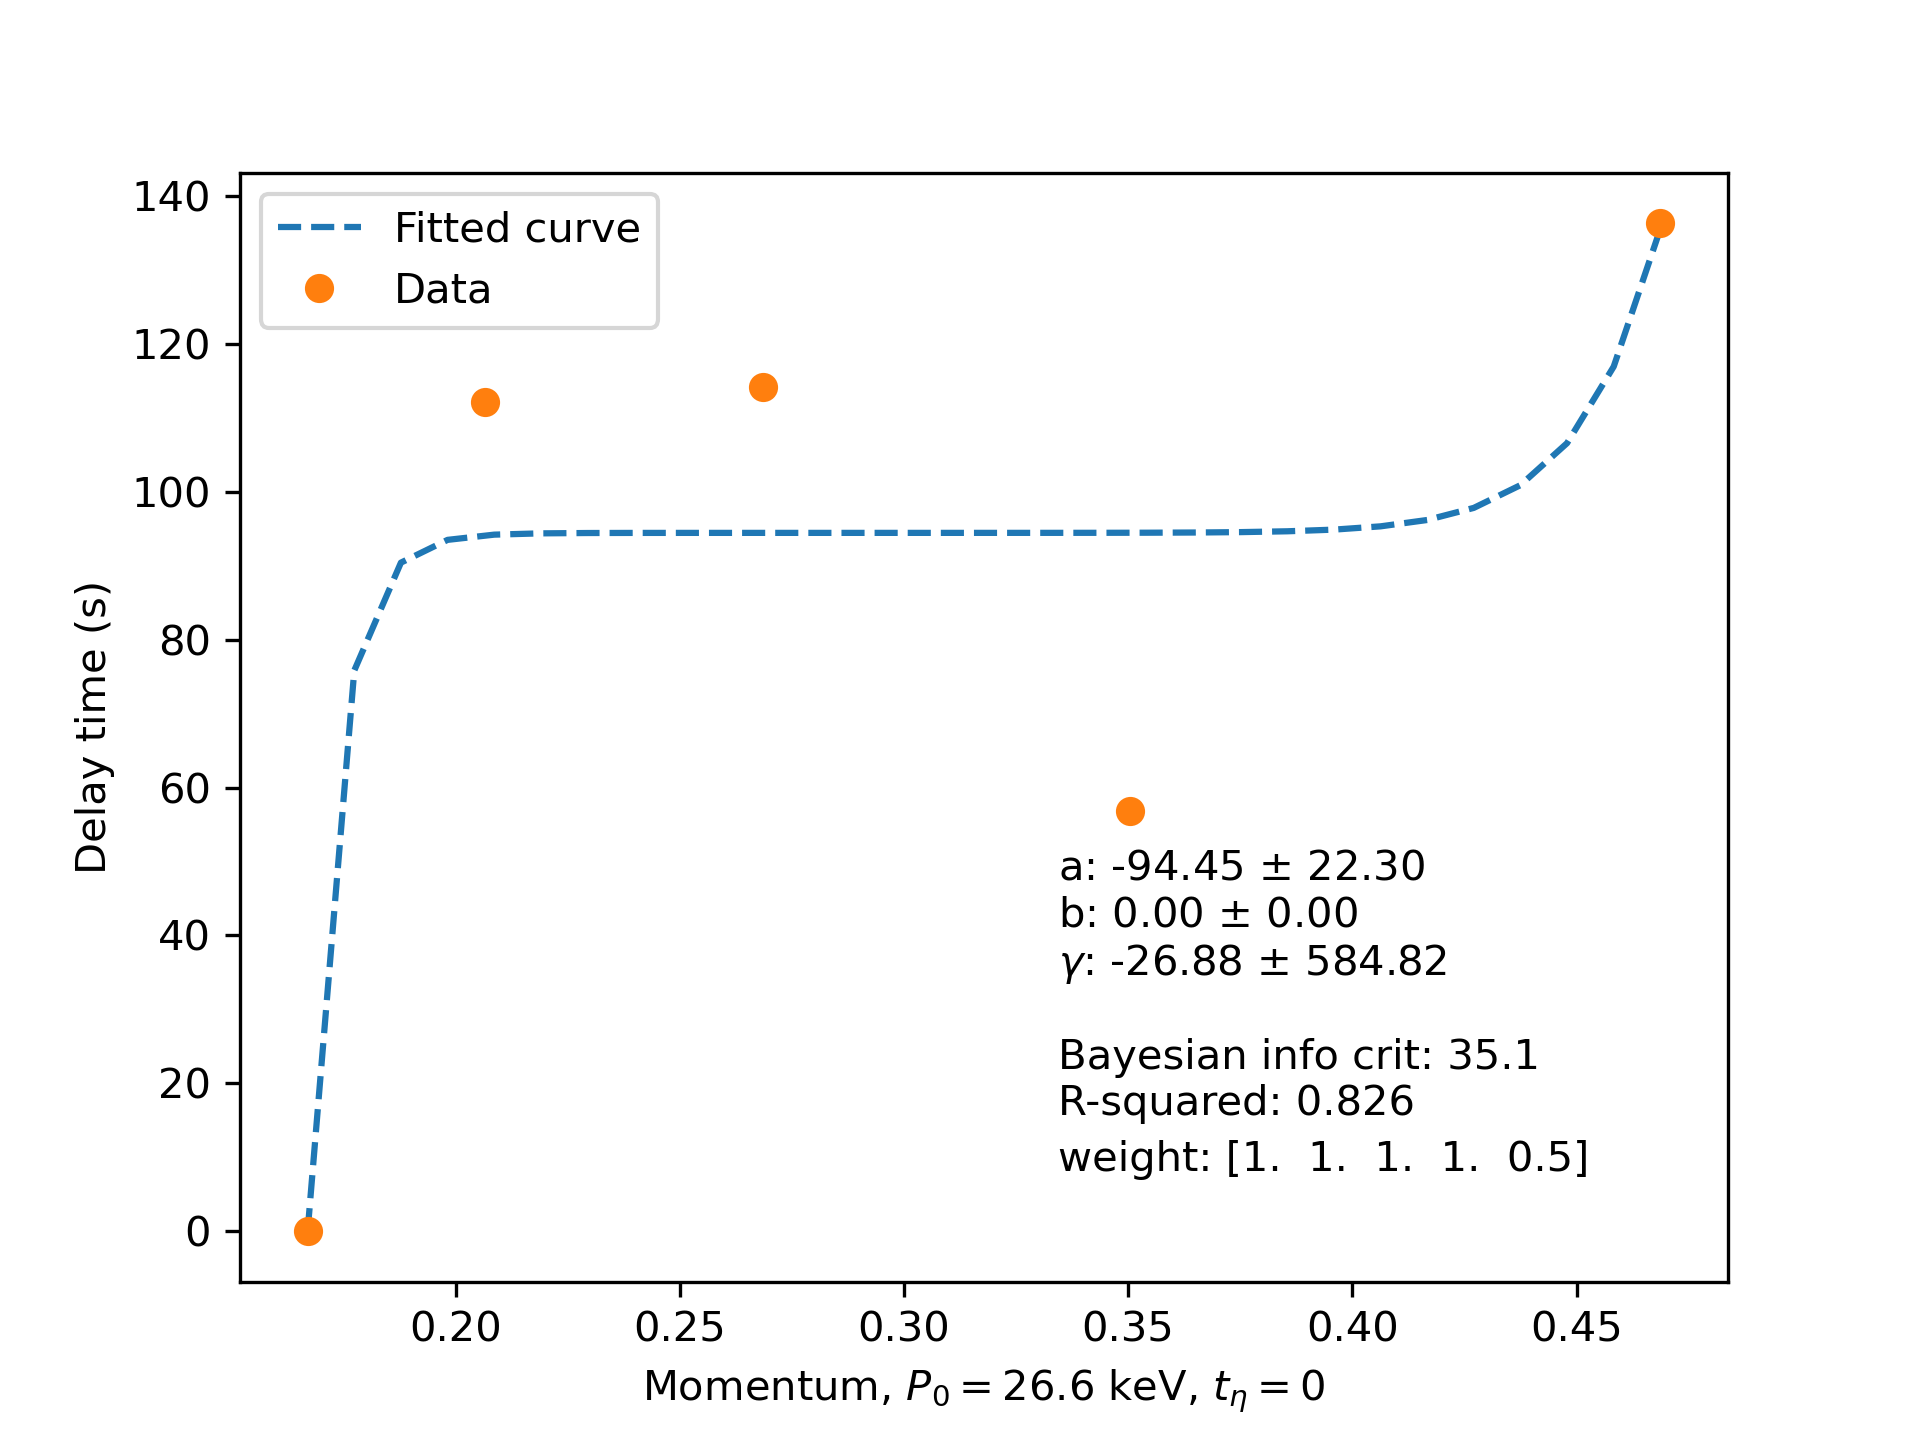 Fitted curve
Data
140
120
100
80
60
40
20
0
Delay time (s)
a: -94.45 ± 22.30
b: 0.00 ± 0.00
γ: -26.88 ± 584.82
Bayesian info crit: 35.1
R-squared: 0.826
weight: [1. 1. 1. 1. 0.5]
0.20 0.25 0.30 0.35 0.40 0.45
Momentum, P₀ = 26.6 keV, tη = 0